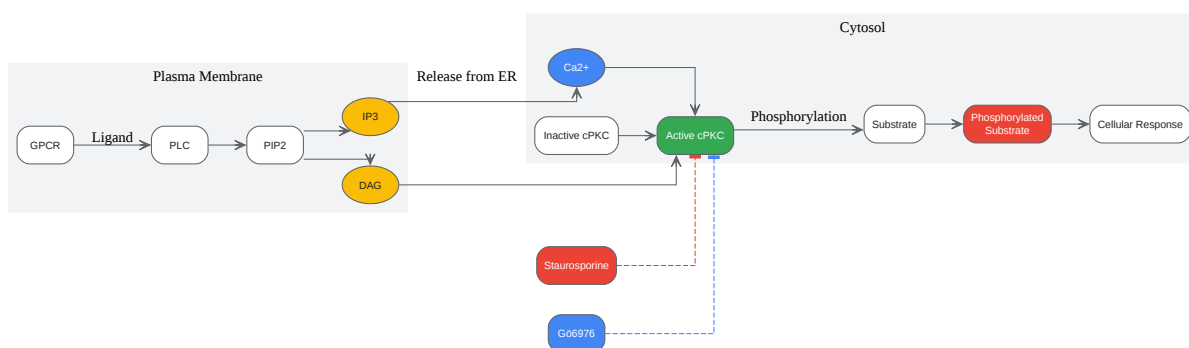 Cytosol
Plasma Membrane
Release from ER
Ca2+
IP3
GPCR
Ligand
PLC
PIP2
DAG
Inactive cPKC
Active cPKC
Phosphorylation
Substrate
Phosphorylated
Substrate
Cellular Response
Staurosporine
Gö6976